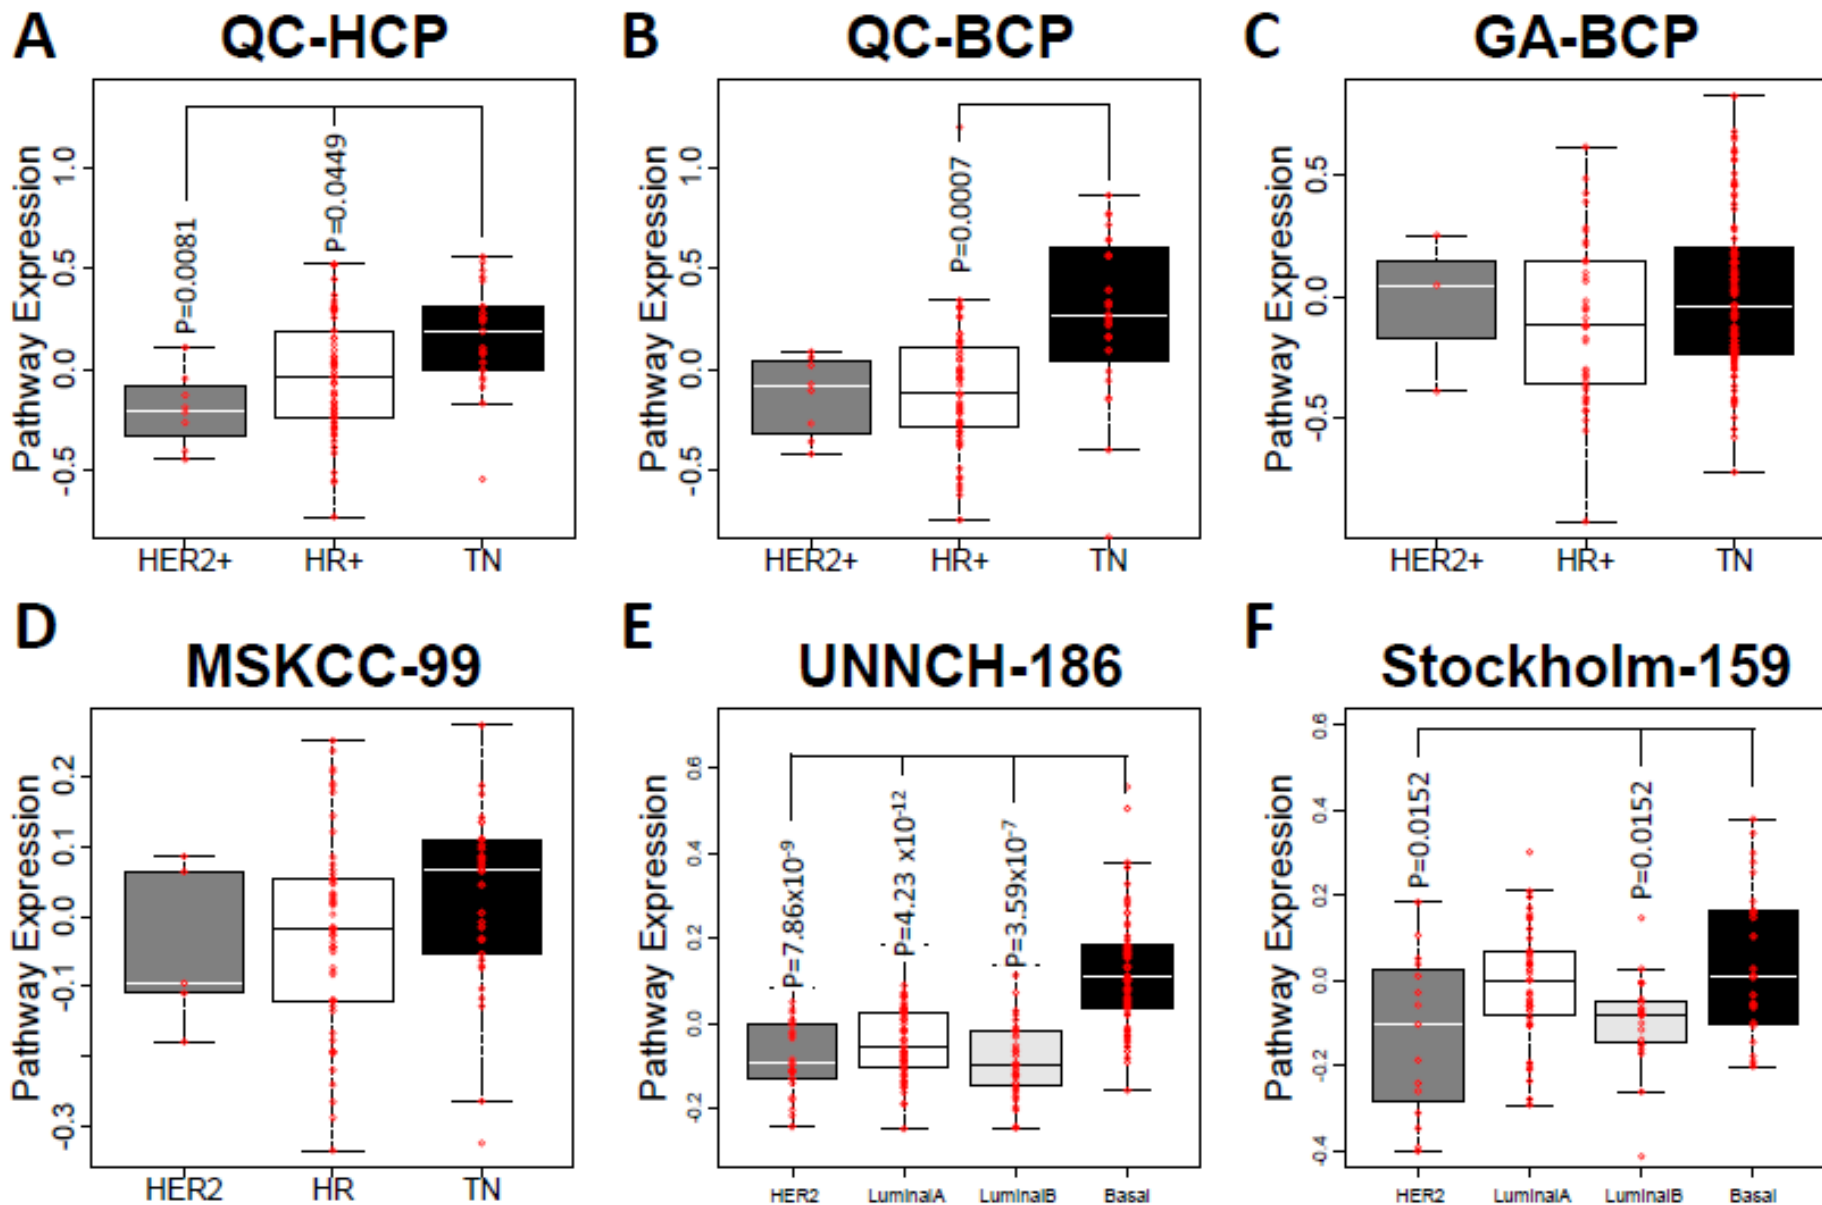 A QC-HCP
Pathway Expression
1.0
0.5
0.0
-0.5
P=0.0081
P=0.0449
HER2+ HR+ TN
B QC-BCP
Pathway Expression
1.0
0.5
0.0
-0.5
P=0.0007
HER2+ HR+ TN
C GA-BCP
Pathway Expression
0.5
0.0
-0.5
HER2+ HR+ TN
D MSKCC-99
Pathway Expression
0.2
0.1
0.0
-0.1
-0.3
HER2 HR TN
E UNNCH-186
Pathway Expression
0.6
0.4
0.2
0.0
-0.2
P=7.86x10⁻⁹
P=4.23 x10⁻¹²
P=3.59x10⁻⁷
HER2 LuminalA LuminalB Basal
F Stockholm-159
Pathway Expression
0.6
0.4
0.2
0.0
-0.2
-0.4
P=0.0152
P=0.0152
HER2 LuminalA LuminalB Basal